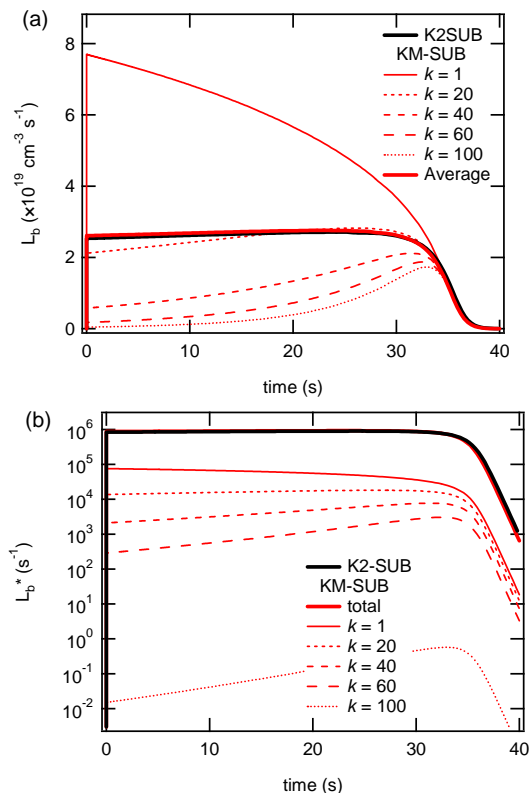 (a)
K2SUB
KM-SUB
k = 1
k = 20
k = 40
k = 60
k = 100
Average
L_b (×10^19 cm^-3 s^-1)
8
6
4
2
0
0 10 20 30 40
time (s)
(b)
10^6
10^5
10^4
10^3
10^2
10^1
10^0
10^-1
10^-2
L_b* (s^-1)
K2-SUB
KM-SUB
total
k = 1
k = 20
k = 40
k = 60
k = 100
0 10 20 30 40
time (s)